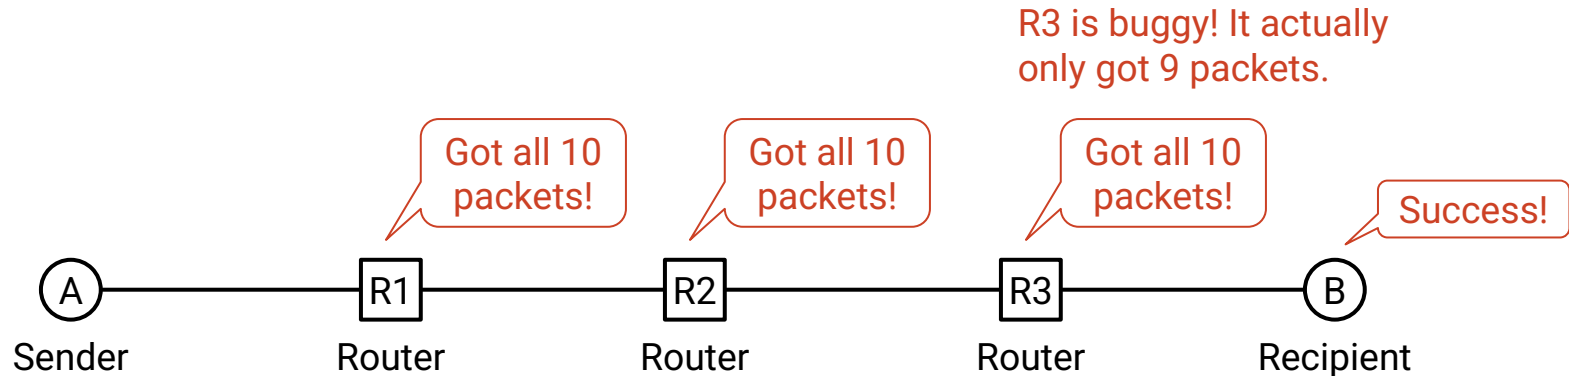 R3 is buggy! It actually
only got 9 packets.
Got all 10
packets!
Got all 10
packets!
Got all 10
packets!
Success!
A
R1
R2
R3
B
Sender
Router
Router
Router
Recipient